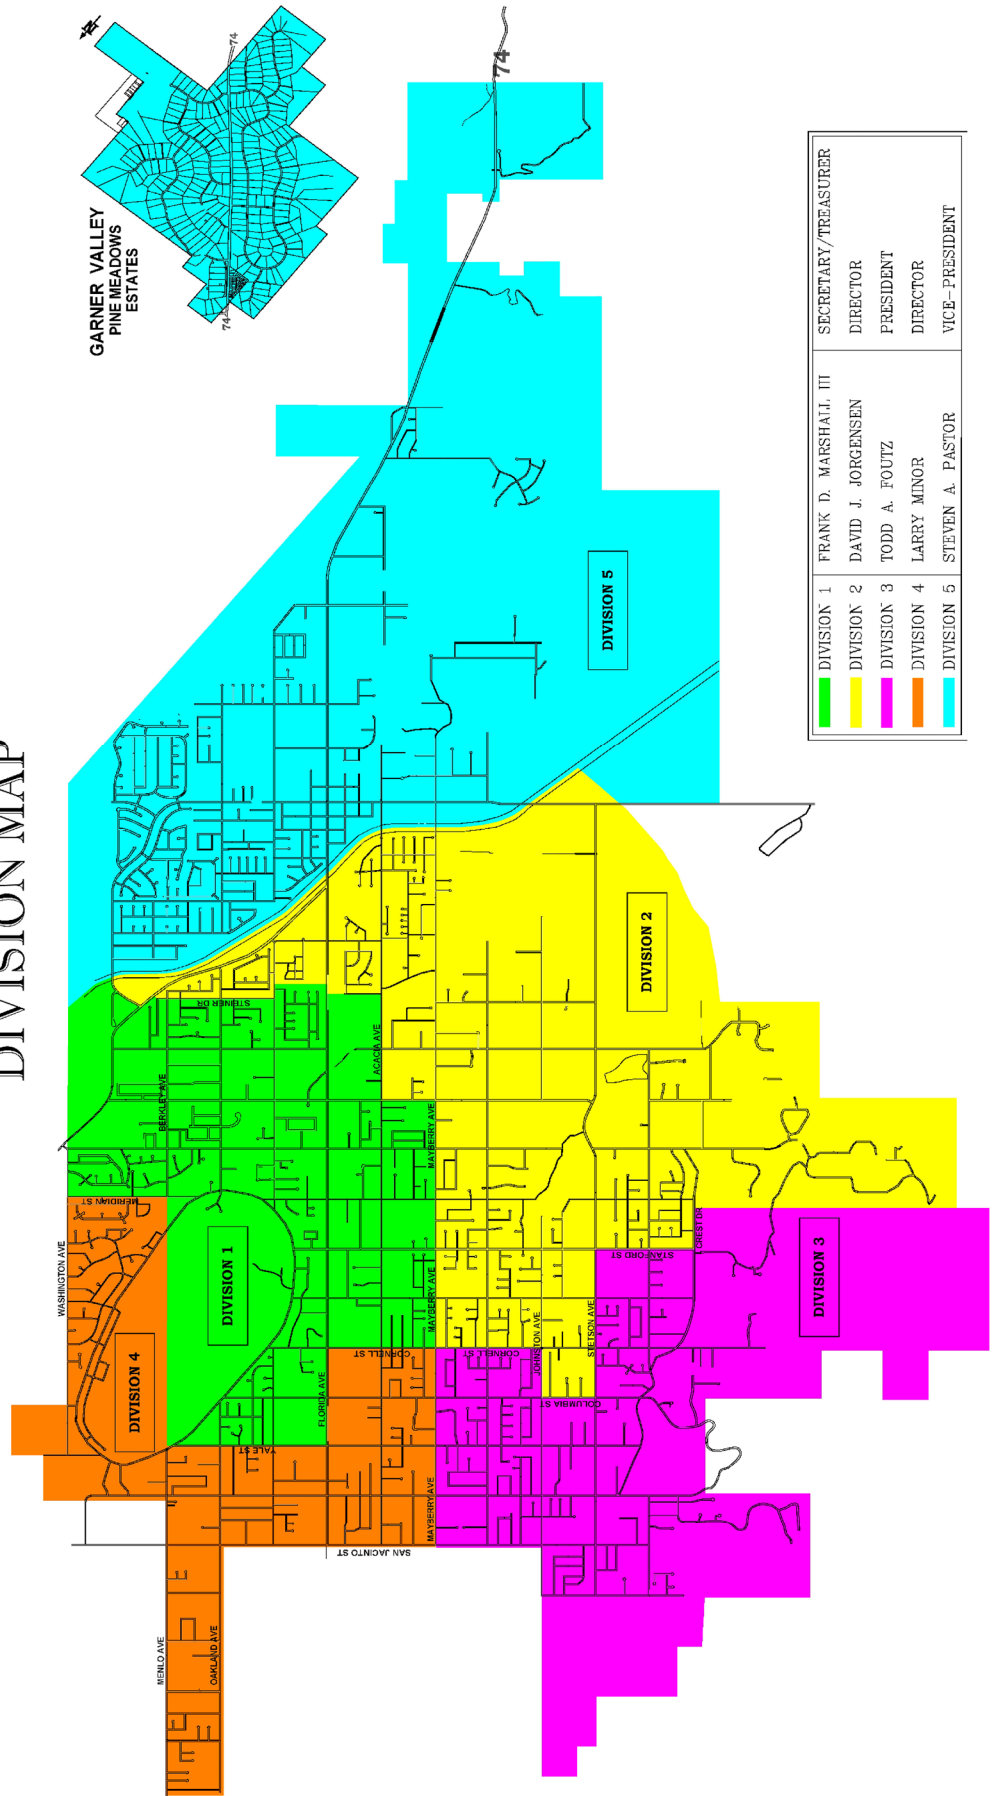 DIVISION MAP
GARNER VALLEY
PINE MEADOWS
ESTATES
N
74
74
74
WASHINGTON AVE
MERIDIAN ST
BERKLEY AVE
STEINER DR
ACACIA AVE
MAYBERRY AVE
MAYBERRY AVE
MAYBERRY AVE
FLORIDA AVE
CORNELL ST
CORNELL ST
YALE ST
SAN JACINTO ST
MENLO AVE
OAKLAND AVE
JOHNSTON AVE
STETSON AVE
COLUMBIA ST
STANFORD ST
CREST DR
DIVISION 1
DIVISION 2
DIVISION 3
DIVISION 4
DIVISION 5
DIVISION 1 FRANK D. MARSHALL III SECRETARY/TREASURER
DIVISION 2 DAVID J. JORGENSEN DIRECTOR
DIVISION 3 TODD A. FOUTZ PRESIDENT
DIVISION 4 LARRY MINOR DIRECTOR
DIVISION 5 STEVEN A. PASTOR VICE-PRESIDENT